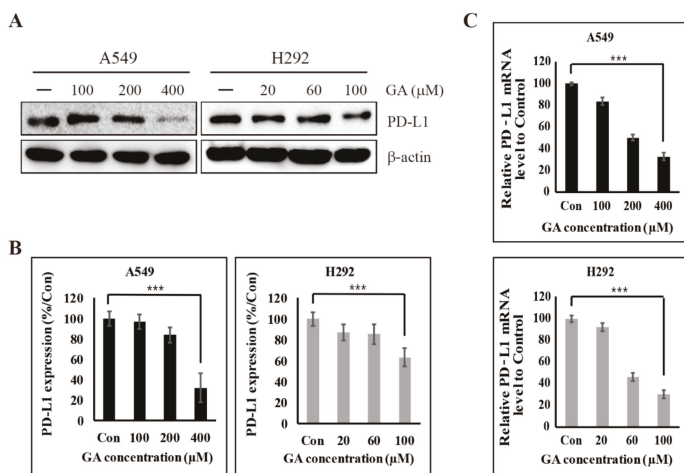 A
A549
H292
— 100 200 400
— 20 60 100
GA (µM)
PD-L1
β-actin
B
A549
PD-L1 expression (%/Con)
120
100
80
60
40
20
0
***
Con 100 200 400
GA concentration (µM)
H292
PD-L1 expression (%/Con)
120
100
80
60
40
20
0
***
Con 20 60 100
GA concentration (µM)
C
A549
Relative PD-L1 mRNA
level to Control
120
100
80
60
40
20
0
***
Con 100 200 400
GA concentration (µM)
H292
Relative PD-L1 mRNA
level to Control
120
100
80
60
40
20
0
***
Con 20 60 100
GA concentration (µM)